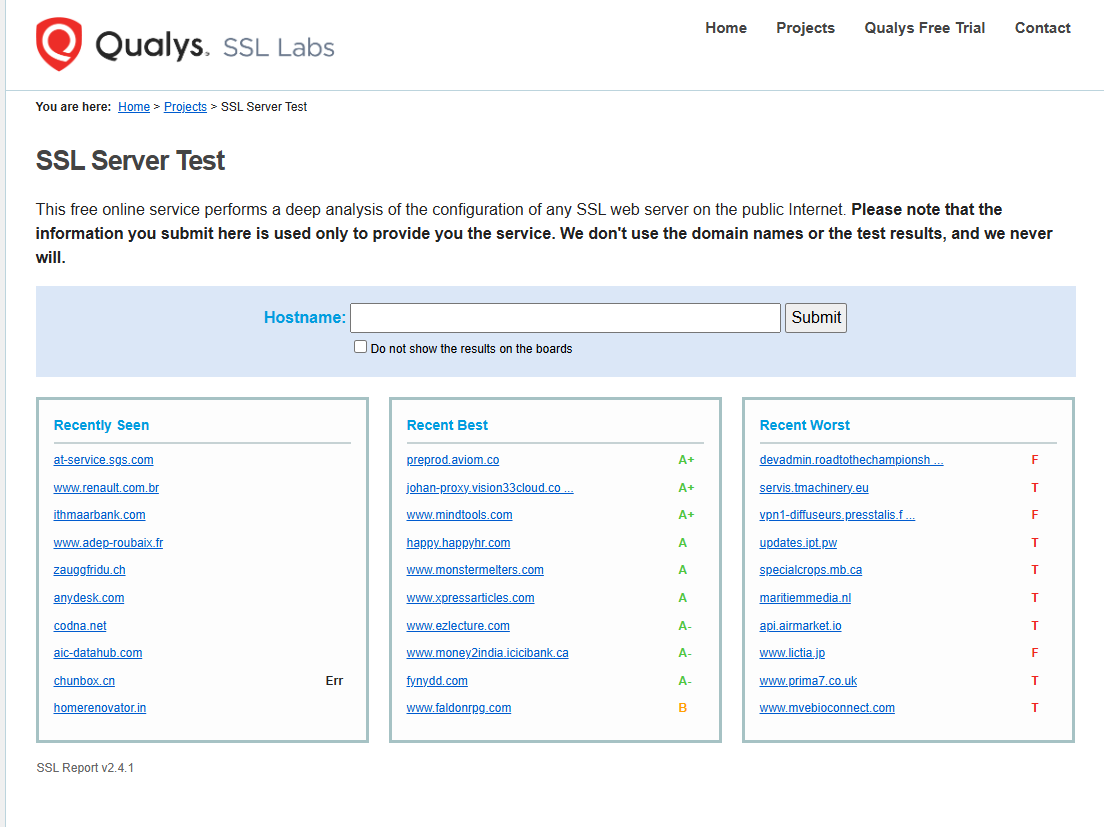 Qualys. SSL Labs
Home Projects Qualys Free Trial Contact
You are here: Home > Projects > SSL Server Test
SSL Server Test
This free online service performs a deep analysis of the configuration of any SSL web server on the public Internet. Please note that the
information you submit here is used only to provide you the service. We don't use the domain names or the test results, and we never
will.
Hostname: Submit
Do not show the results on the boards
Recently Seen
at-service.sgs.com
www.renault.com.br
ithmaarbank.com
www.adep-roubaix.fr
zauggfridu.ch
anydesk.com
codna.net
aic-datahub.com
chunbox.cn Err
homerenovator.in
Recent Best
preprod.aviom.co A+
johan-proxy.vision33cloud.co ... A+
www.mindtools.com A+
happy.happyhr.com A
www.monstermelters.com A
www.xpressarticles.com A
www.ezlecture.com A-
www.money2india.icicibank.ca A-
fynydd.com A-
www.faldonrpg.com B
Recent Worst
devadmin.roadtothechampionsh ... F
servis.tmachinery.eu T
vpn1-diffuseurs.presstalis.f ... F
updates.ipt.pw T
specialcrops.mb.ca T
maritiemmedia.nl T
api.airmarket.io T
www.lictia.jp F
www.prima7.co.uk T
www.mvebioconnect.com T
SSL Report v2.4.1